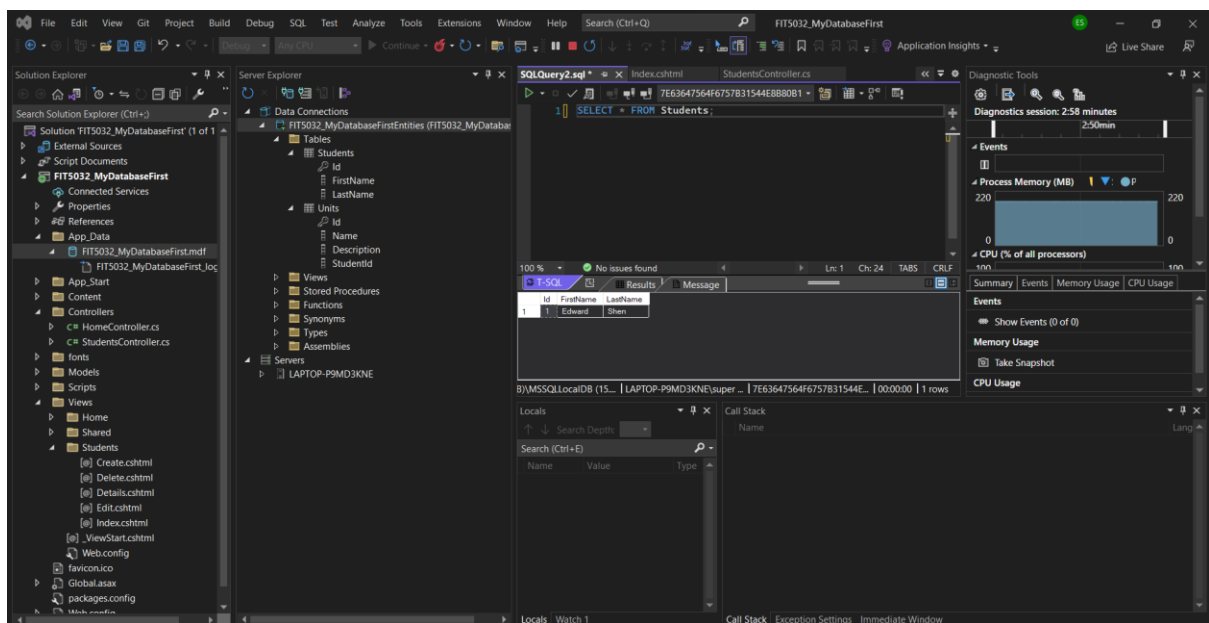 File Edit View Git Project Build Debug SQL Test Analyze Tools Extensions Window Help Search (Ctrl+Q) FIT5032_MyDatabaseFirst ES
Debug Any CPU Continue Application Insights Live Share
Solution Explorer
Search Solution Explorer (Ctrl+;)
Solution 'FIT5032_MyDatabaseFirst' (1 of 1
External Sources
Script Documents
FIT5032_MyDatabaseFirst
Connected Services
Properties
References
App_Data
FIT5032_MyDatabaseFirst.mdf
FIT5032_MyDatabaseFirst_log
App_Start
Content
Controllers
C# HomeController.cs
C# StudentsController.cs
fonts
Models
Scripts
Views
Home
Shared
Students
[@] Create.cshtml
[@] Delete.cshtml
[@] Details.cshtml
[@] Edit.cshtml
[@] Index.cshtml
[@] _ViewStart.cshtml
Web.config
favicon.ico
Global.asax
packages.config
Web.config
Server Explorer
Data Connections
FIT5032_MyDatabaseFirstEntities (FIT5032_MyDatabas
Tables
Students
Id
FirstName
LastName
Units
Id
Name
Description
StudentId
Views
Stored Procedures
Functions
Synonyms
Types
Assemblies
Servers
LAPTOP-P9MD3KNE
SQLQuery2.sql * Index.cshtml StudentsController.cs
1 SELECT * FROM Students;
100 % No issues found Ln: 1 Ch: 24 TABS CRLF
T-SQL Results Message
Id FirstName LastName
1 1 Edward Shen
B)\MSSQLLocalDB (15... LAPTOP-P9MD3KNE\super ... 7E63647564F6757B31544E... 00:00:00 1 rows
Locals
Search Depth:
Search (Ctrl+E)
Name Value Type
Locals Watch 1
Call Stack
Name Lang
Call Stack Exception Settings Immediate Window
Diagnostic Tools
Diagnostics session: 2:58 minutes
2:50min
Events
Process Memory (MB) P
220 220
0 0
CPU (% of all processors)
100 100
Summary Events Memory Usage CPU Usage
Events
Show Events (0 of 0)
Memory Usage
Take Snapshot
CPU Usage